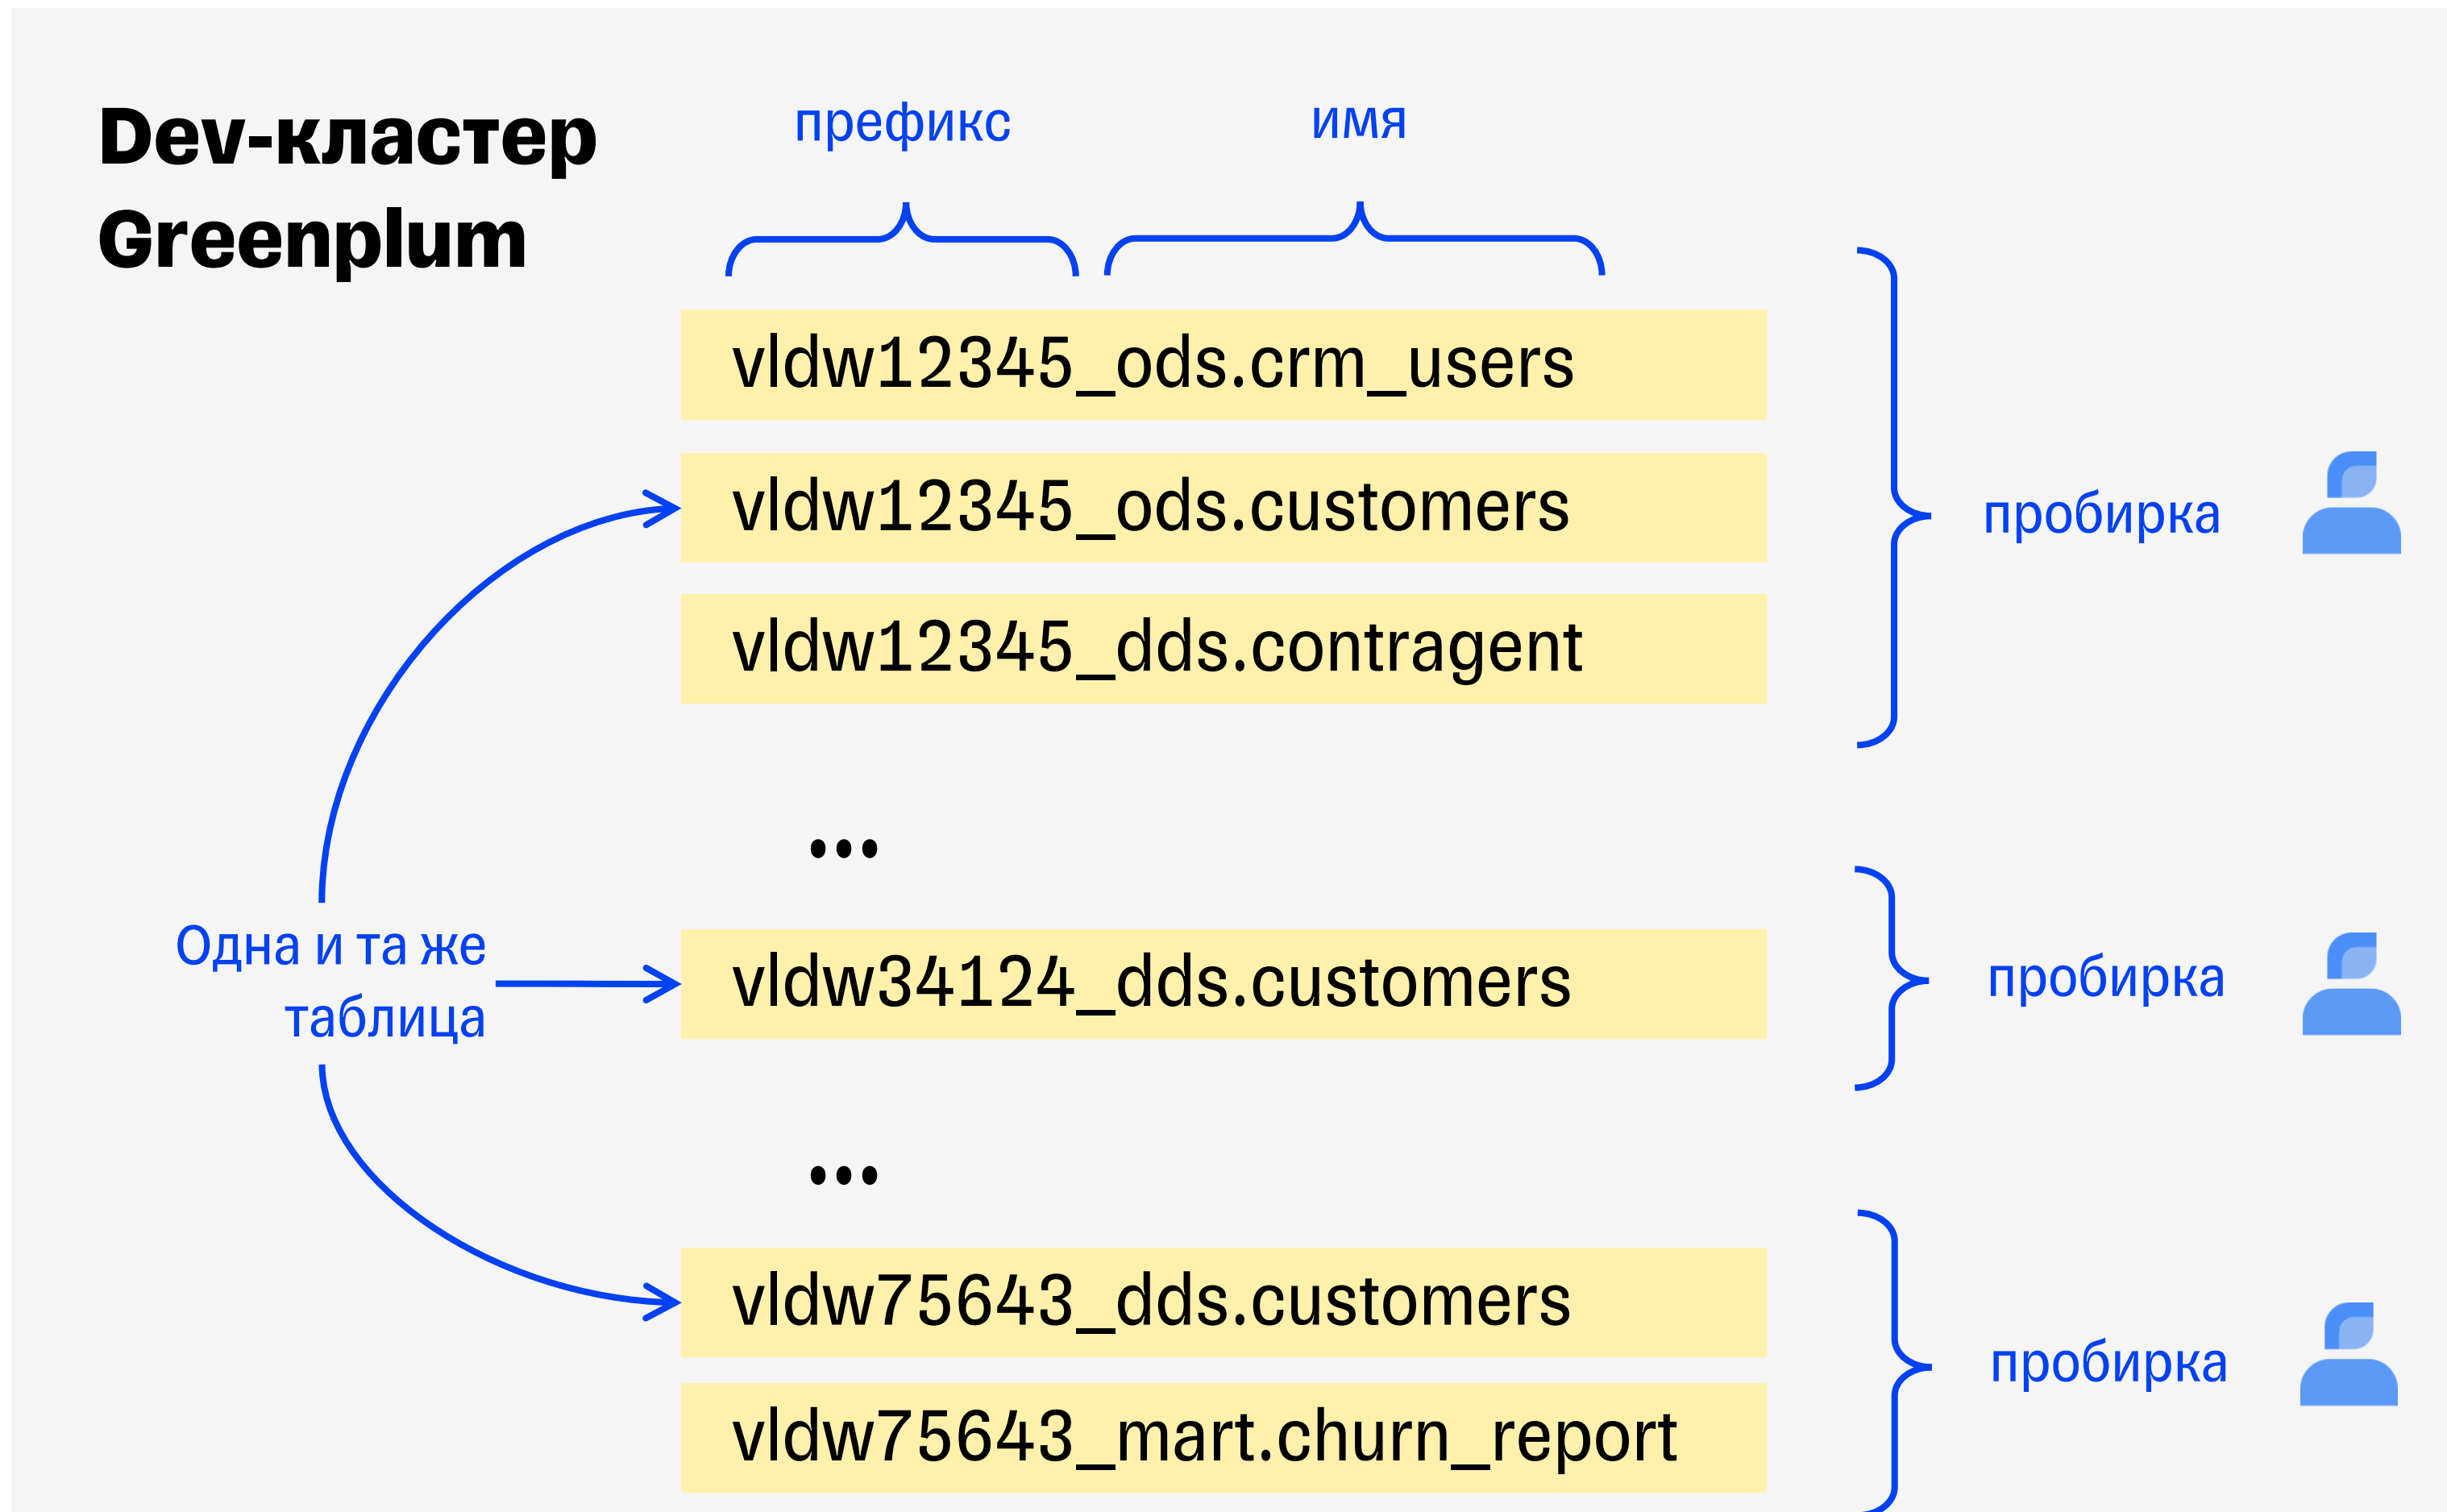 Dev-кластер
Greenplum
префикс
имя
vldw12345_ods.crm_users
vldw12345_ods.customers
vldw12345_dds.contragent
пробирка
...
Одна и та же
таблица
vldw34124_dds.customers
пробирка
...
vldw75643_dds.customers
vldw75643_mart.churn_report
пробирка